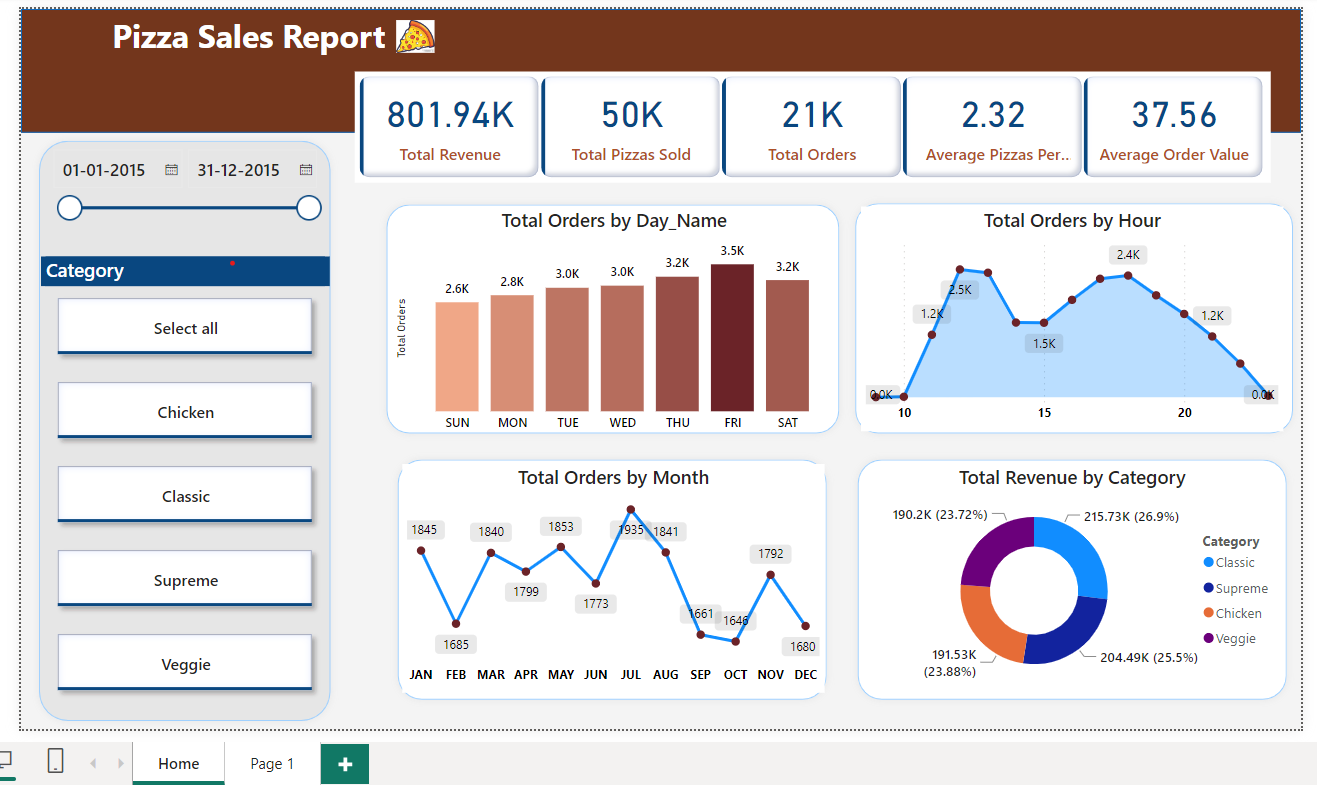 Pizza Sales Report
801.94K
Total Revenue
50K
Total Pizzas Sold
21K
Total Orders
2.32
Average Pizzas Per...
37.56
Average Order Value
01-01-2015 31-12-2015
Category
Select all
Chicken
Classic
Supreme
Veggie
Total Orders by Day_Name
Total Orders
2.6K 2.8K 3.0K 3.0K 3.2K 3.5K 3.2K
SUN MON TUE WED THU FRI SAT
Total Orders by Hour
0.0K 1.2K 2.5K 1.5K 2.4K 1.2K 0.0K
10 15 20
Total Orders by Month
1845 1685 1840 1799 1853 1773 1935 1841 1661 1646 1792 1680
JAN FEB MAR APR MAY JUN JUL AUG SEP OCT NOV DEC
Total Revenue by Category
190.2K (23.72%)
215.73K (26.9%)
191.53K
(23.88%)
204.49K (25.5%)
Category
Classic
Supreme
Chicken
Veggie
Home
Page 1
+